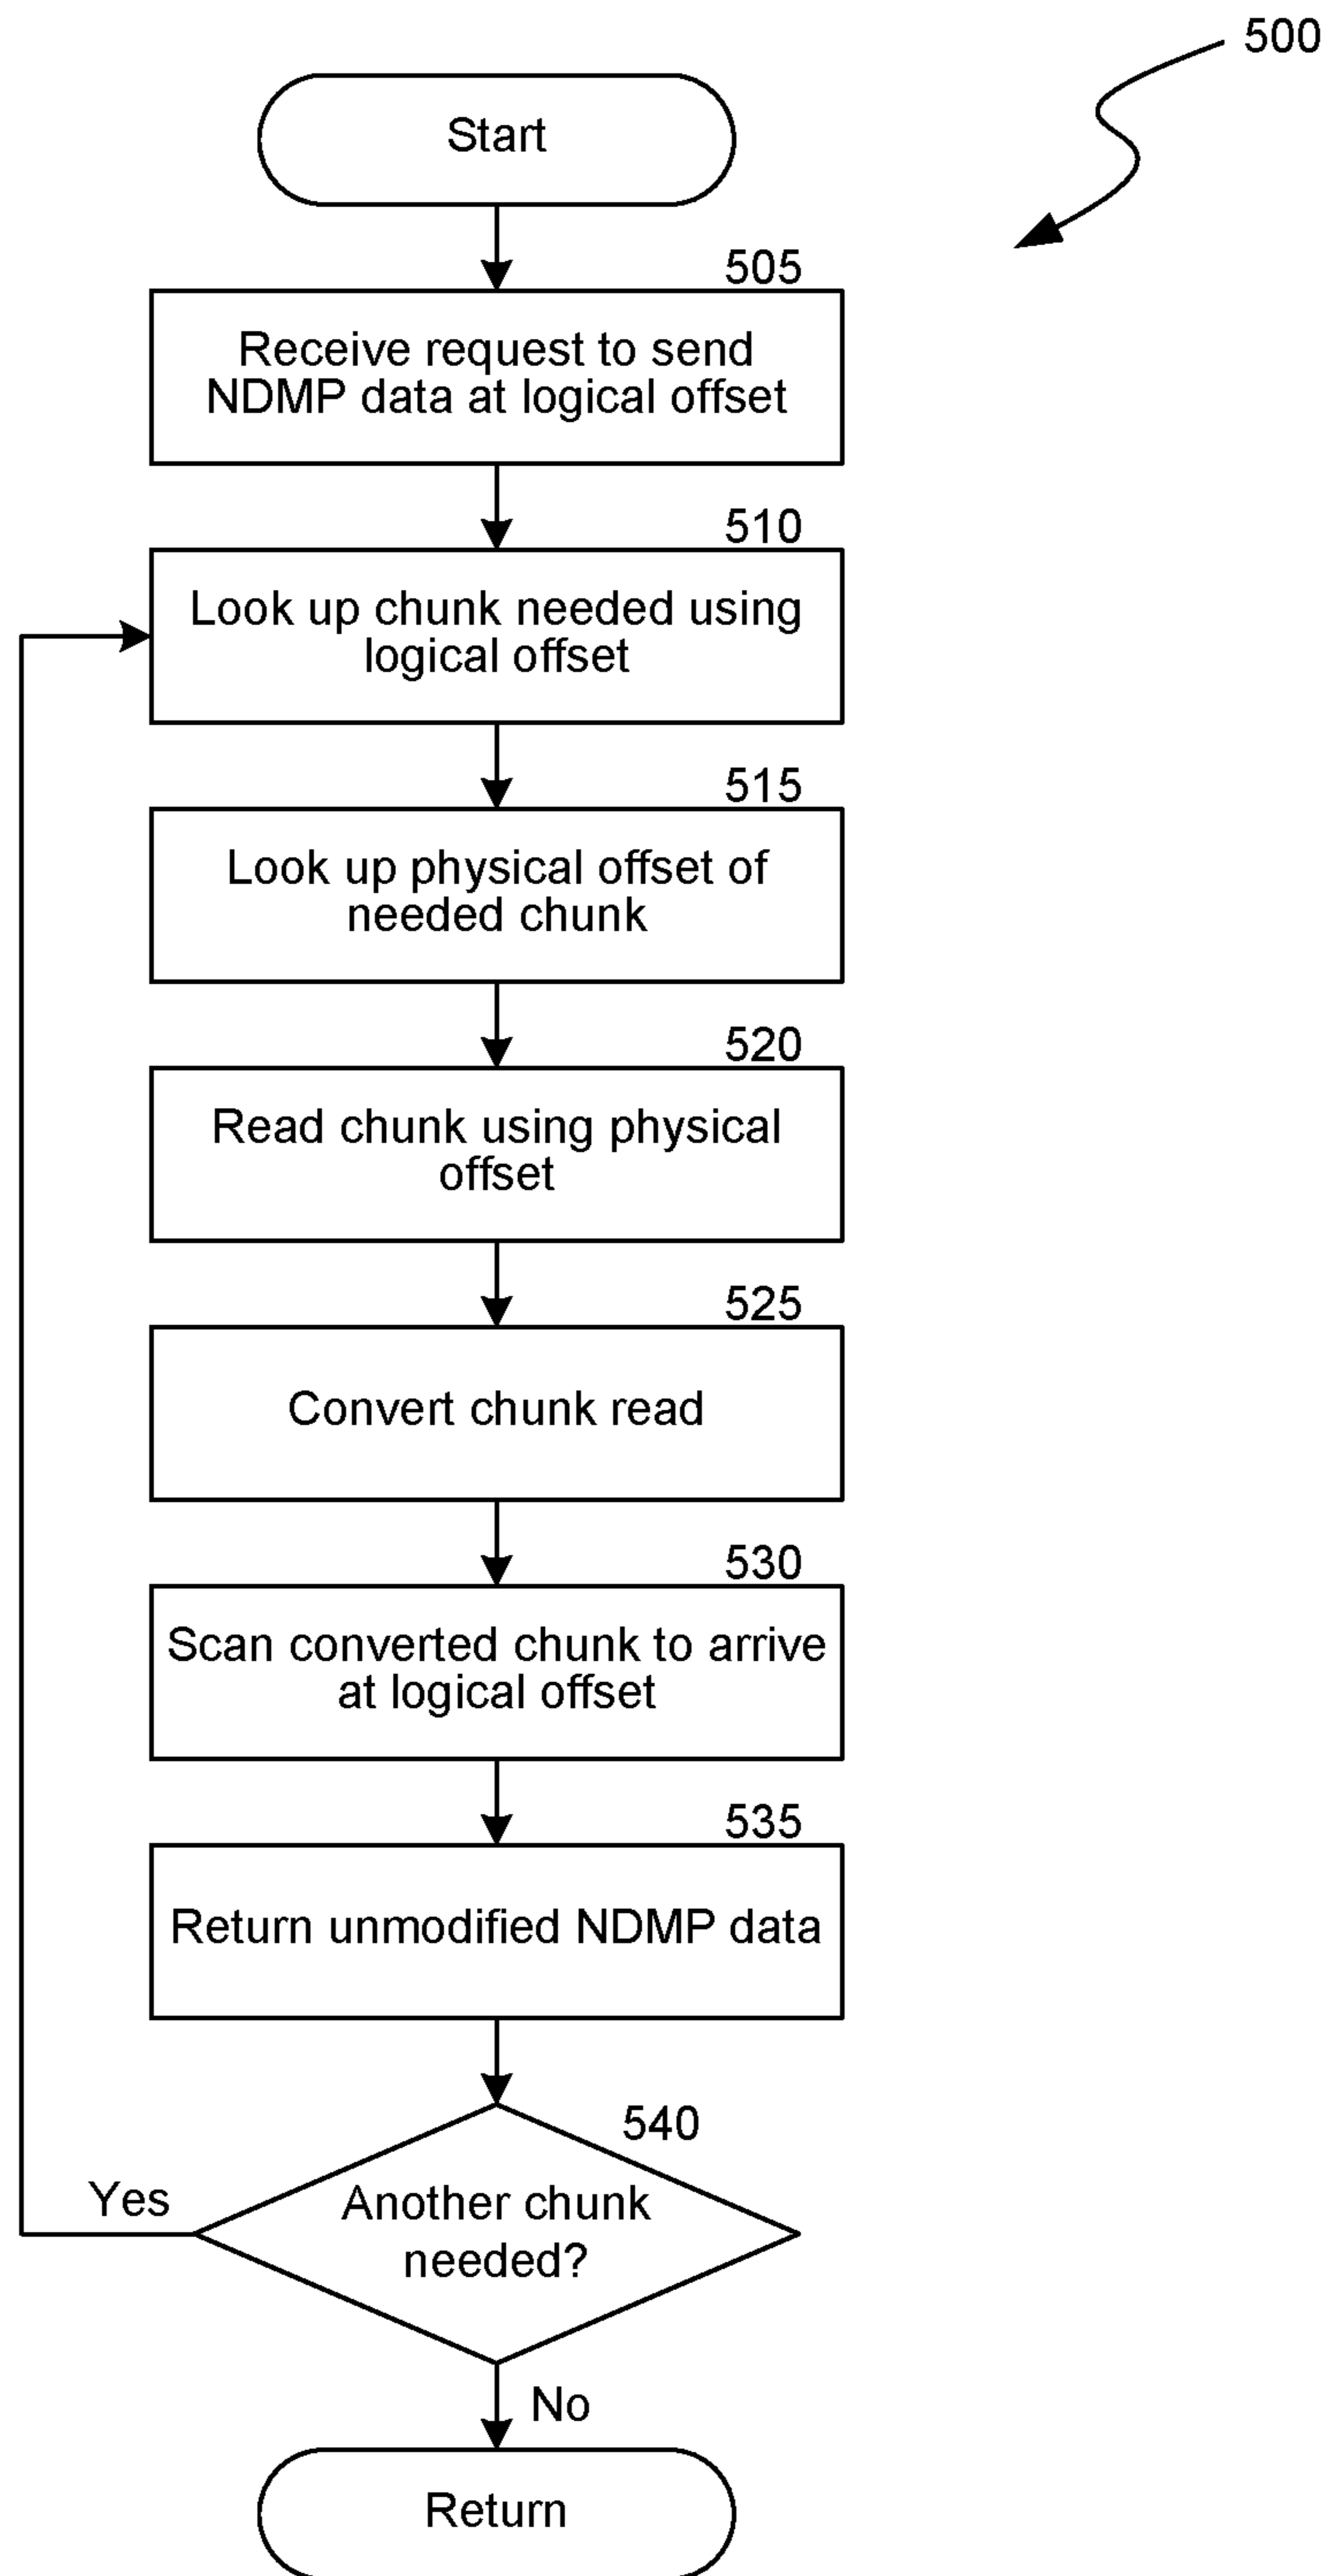 500
Start
505
Receive request to send
NDMP data at logical offset
510
Look up chunk needed using
logical offset
515
Look up physical offset of
needed chunk
520
Read chunk using physical
offset
525
Convert chunk read
530
Scan converted chunk to arrive
at logical offset
535
Return unmodified NDMP data
540
Another chunk
needed?
Yes
No
Return